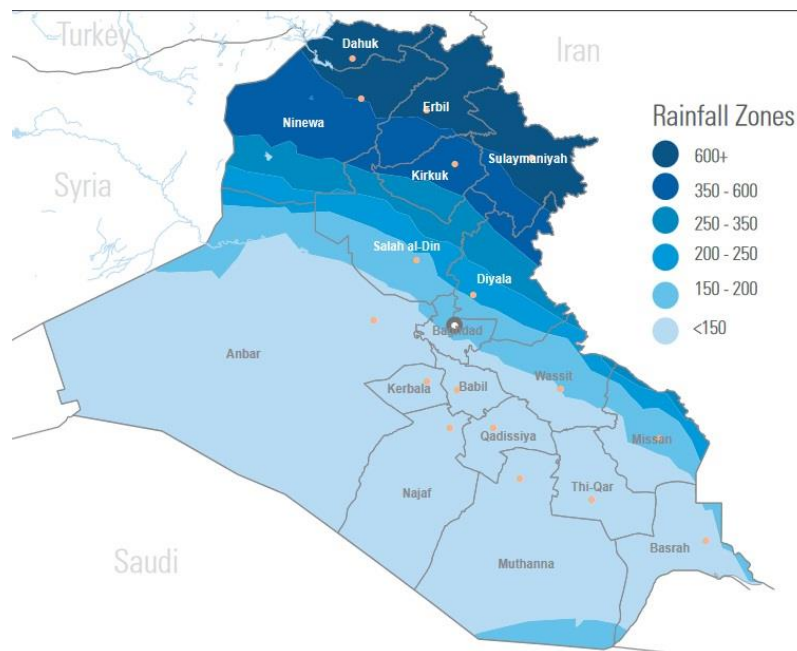 Turkey
Iran
Syria
Saudi
Dahuk
Erbil
Ninewa
Sulaymaniyah
Kirkuk
Salah al-Din
Diyala
Baghdad
Anbar
Wassit
Kerbala
Babil
Missan
Qadissiya
Najaf
Thi-Qar
Basrah
Muthanna
Rainfall Zones
600+
350 - 600
250 - 350
200 - 250
150 - 200
<150